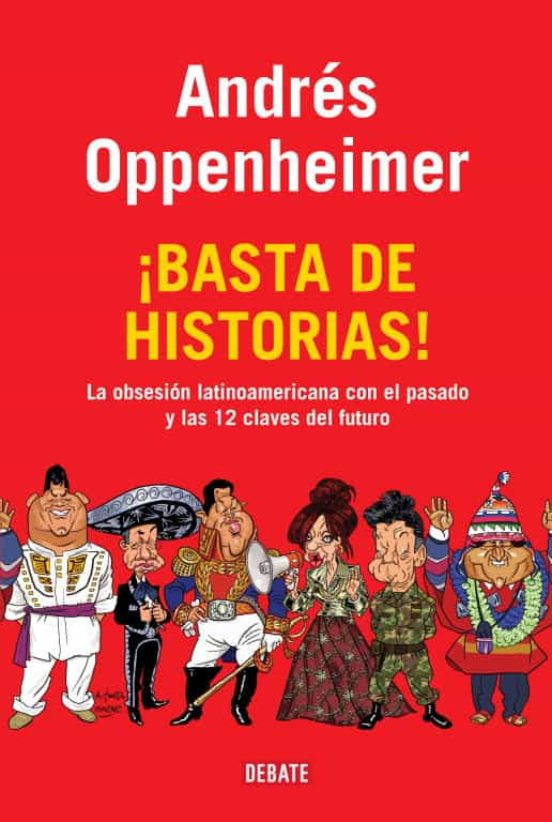 Andrés
Oppenheimer
¡BASTA DE
HISTORIAS!
La obsesión latinoamericana con el pasado
y las 12 claves del futuro
DEBATE